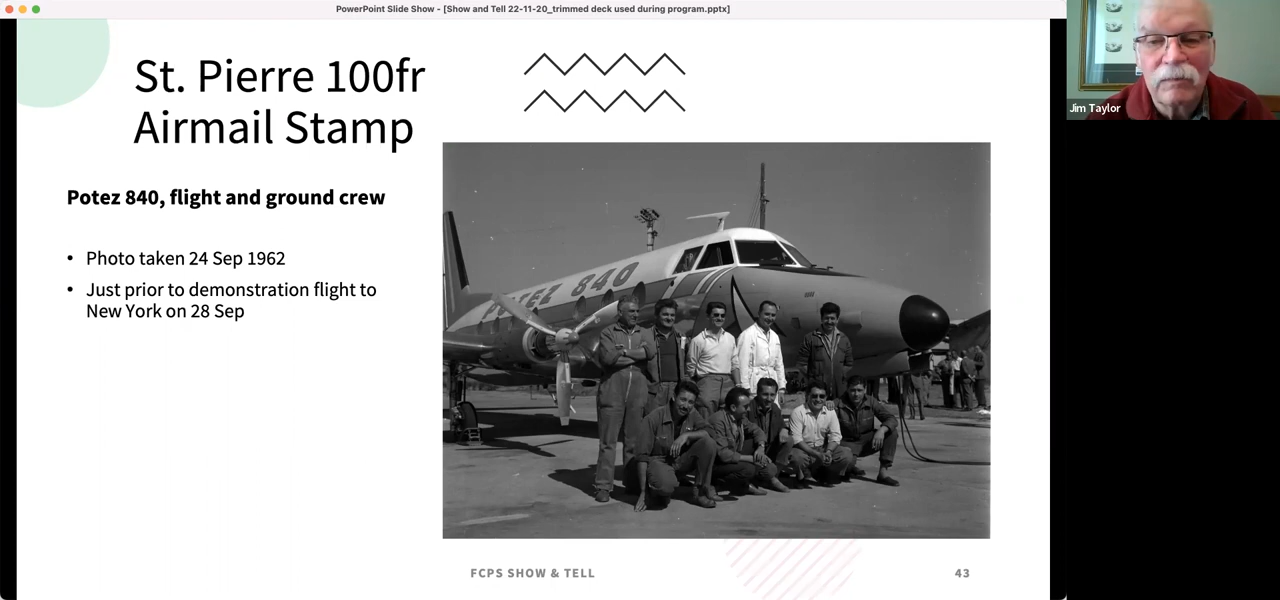 PowerPoint Slide Show - [Show and Tell 22-11-20_trimmed deck used during program.pptx]
St. Pierre 100fr
Airmail Stamp
Potez 840, flight and ground crew
• Photo taken 24 Sep 1962
• Just prior to demonstration flight to
New York on 28 Sep
POTEZ 840
FCPS SHOW & TELL
43
Jim Taylor